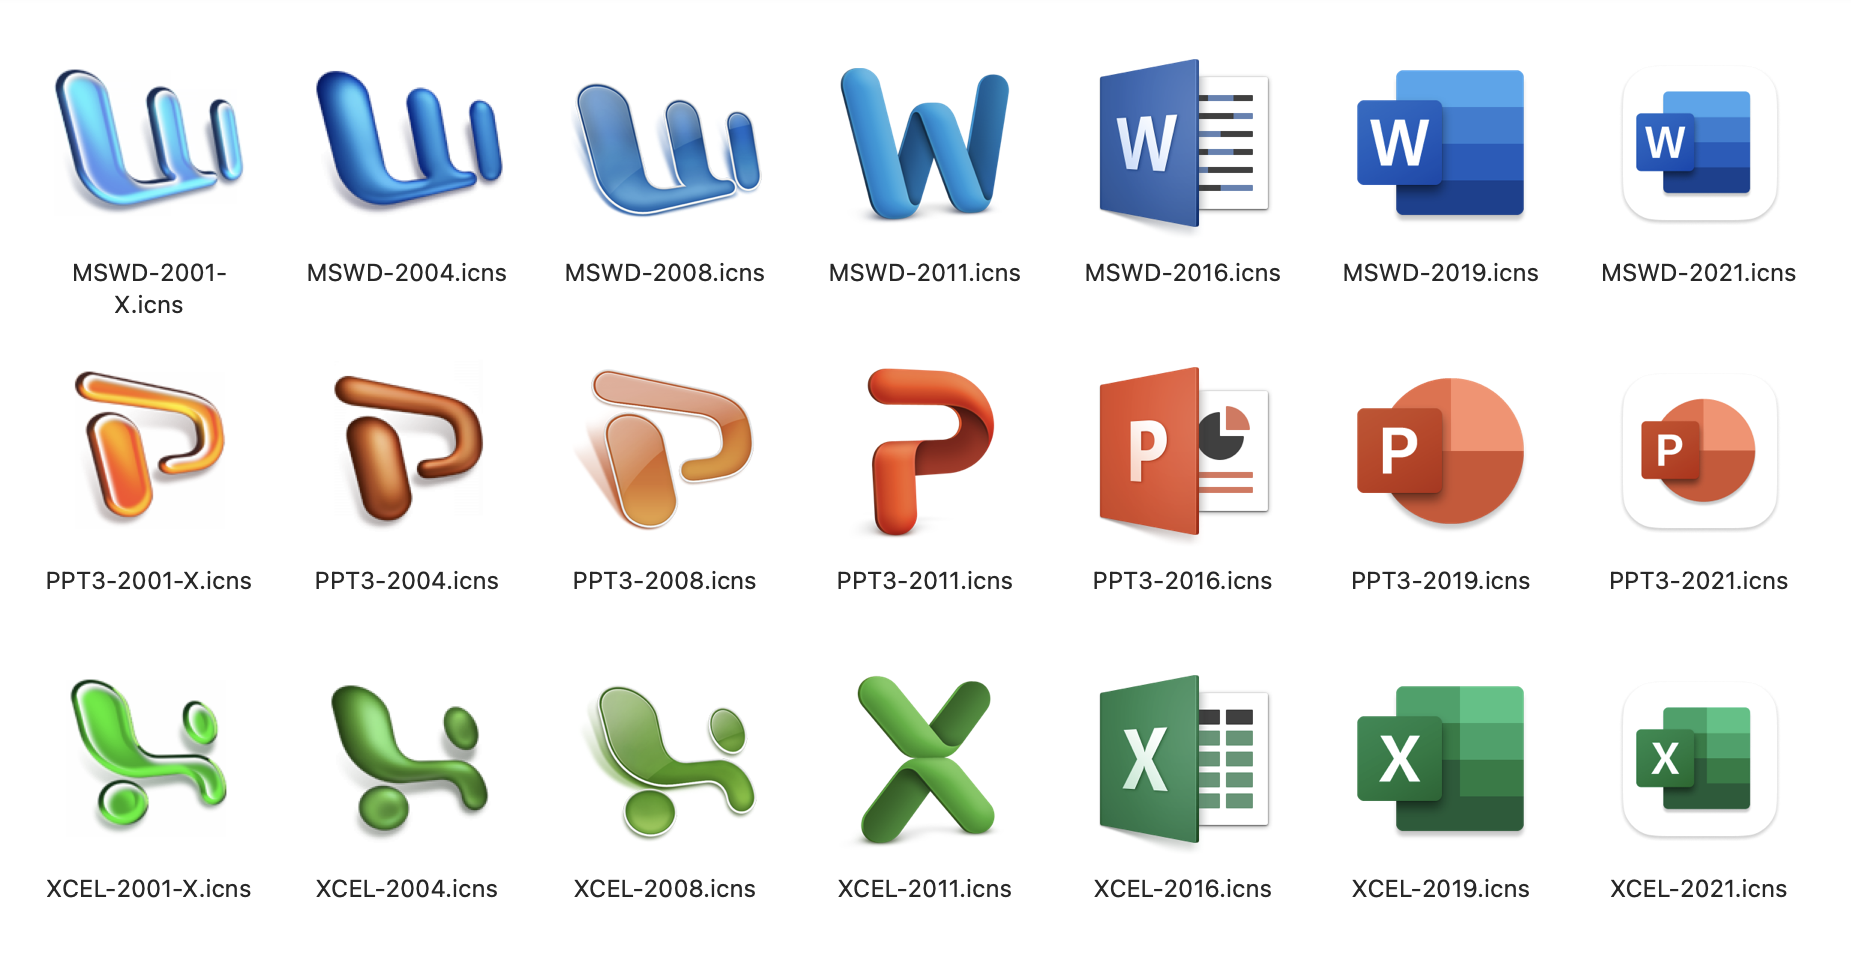 W W W
MSWD-2001-
X.icns
MSWD-2004.icns
MSWD-2008.icns
MSWD-2011.icns
MSWD-2016.icns
MSWD-2019.icns
MSWD-2021.icns
P P P
PPT3-2001-X.icns
PPT3-2004.icns
PPT3-2008.icns
PPT3-2011.icns
PPT3-2016.icns
PPT3-2019.icns
PPT3-2021.icns
X X X
XCEL-2001-X.icns
XCEL-2004.icns
XCEL-2008.icns
XCEL-2011.icns
XCEL-2016.icns
XCEL-2019.icns
XCEL-2021.icns